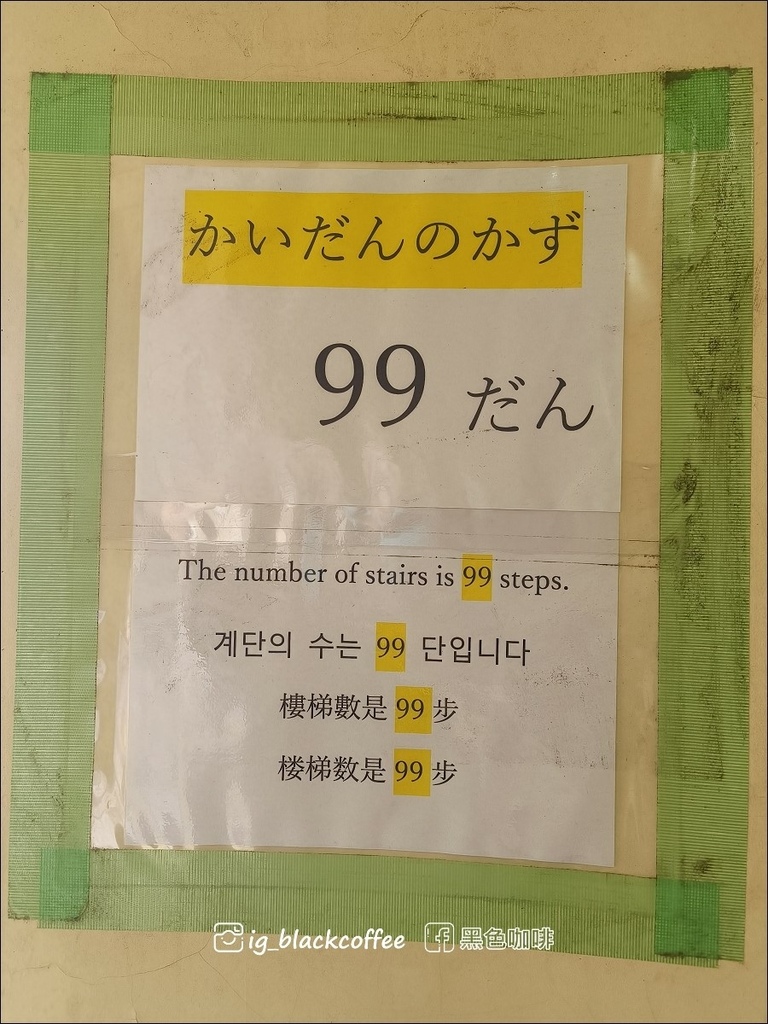 かいだんのかず
99 だん
The number of stairs is 99 steps.
계단의 수는 99 단입니다
樓梯數是 99 步
楼梯数是 99 步
ig_blackcoffee 黑色咖啡